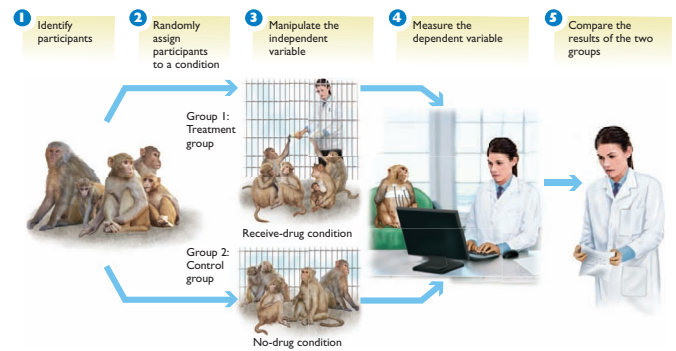 1 Identify
participants
2 Randomly
assign
participants
to a condition
3 Manipulate the
independent
variable
4 Measure the
dependent variable
5 Compare the
results of the two
groups
Group 1:
Treatment
group
Receive-drug condition
Group 2:
Control
group
No-drug condition